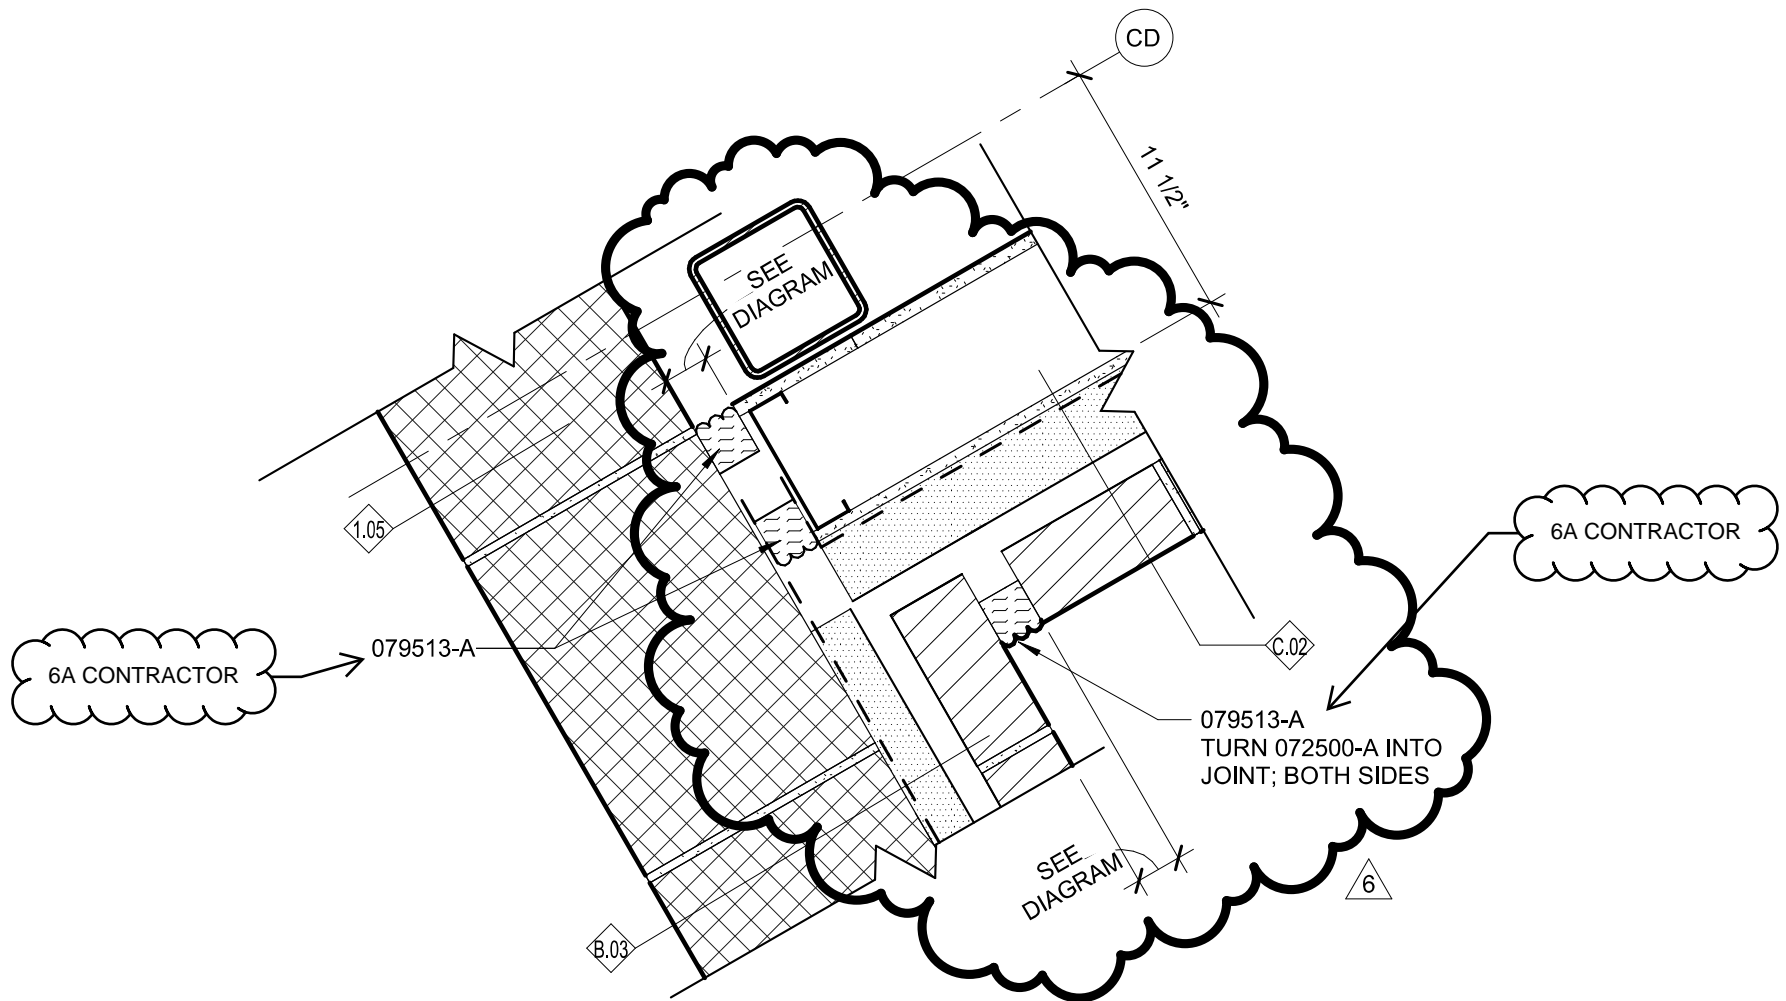 CD
11 1/2"
SEE
DIAGRAM
1.05
6A CONTRACTOR
C.02
079513-A
6A CONTRACTOR
079513-A
TURN 072500-A INTO
JOINT; BOTH SIDES
SEE
DIAGRAM
6
B.03